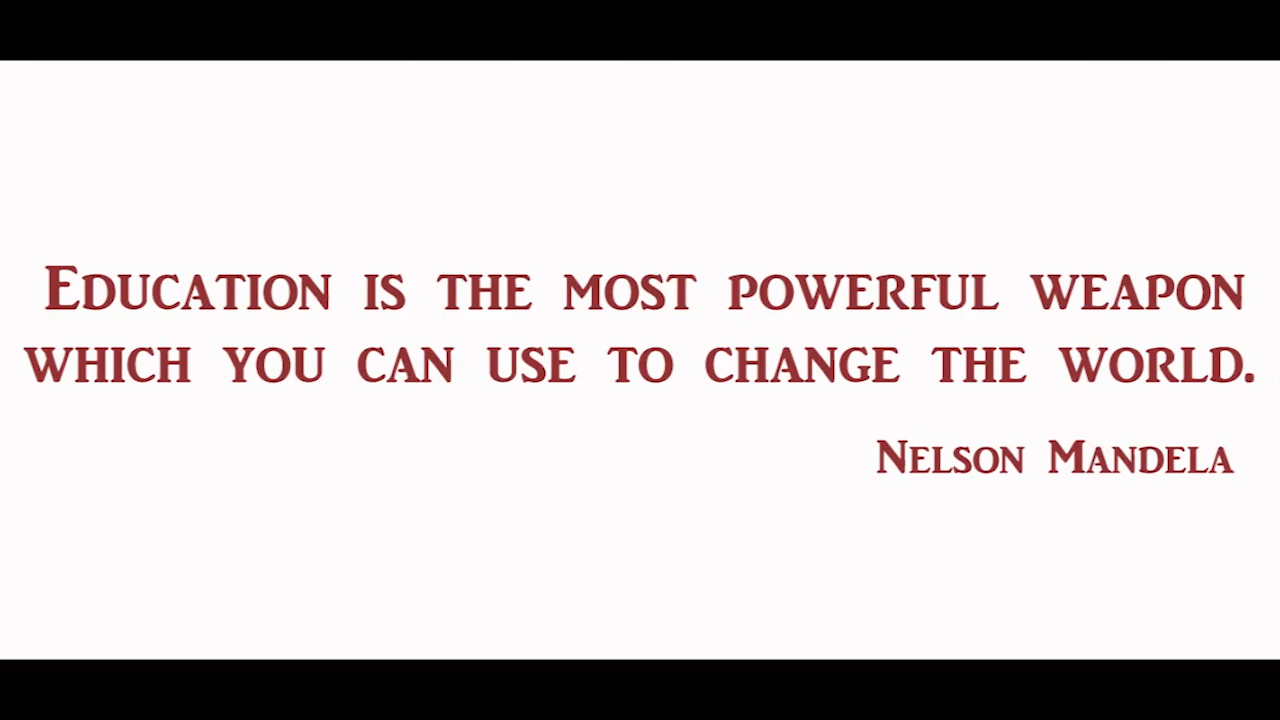 Education is the most powerful weapon
which you can use to change the world.
Nelson Mandela